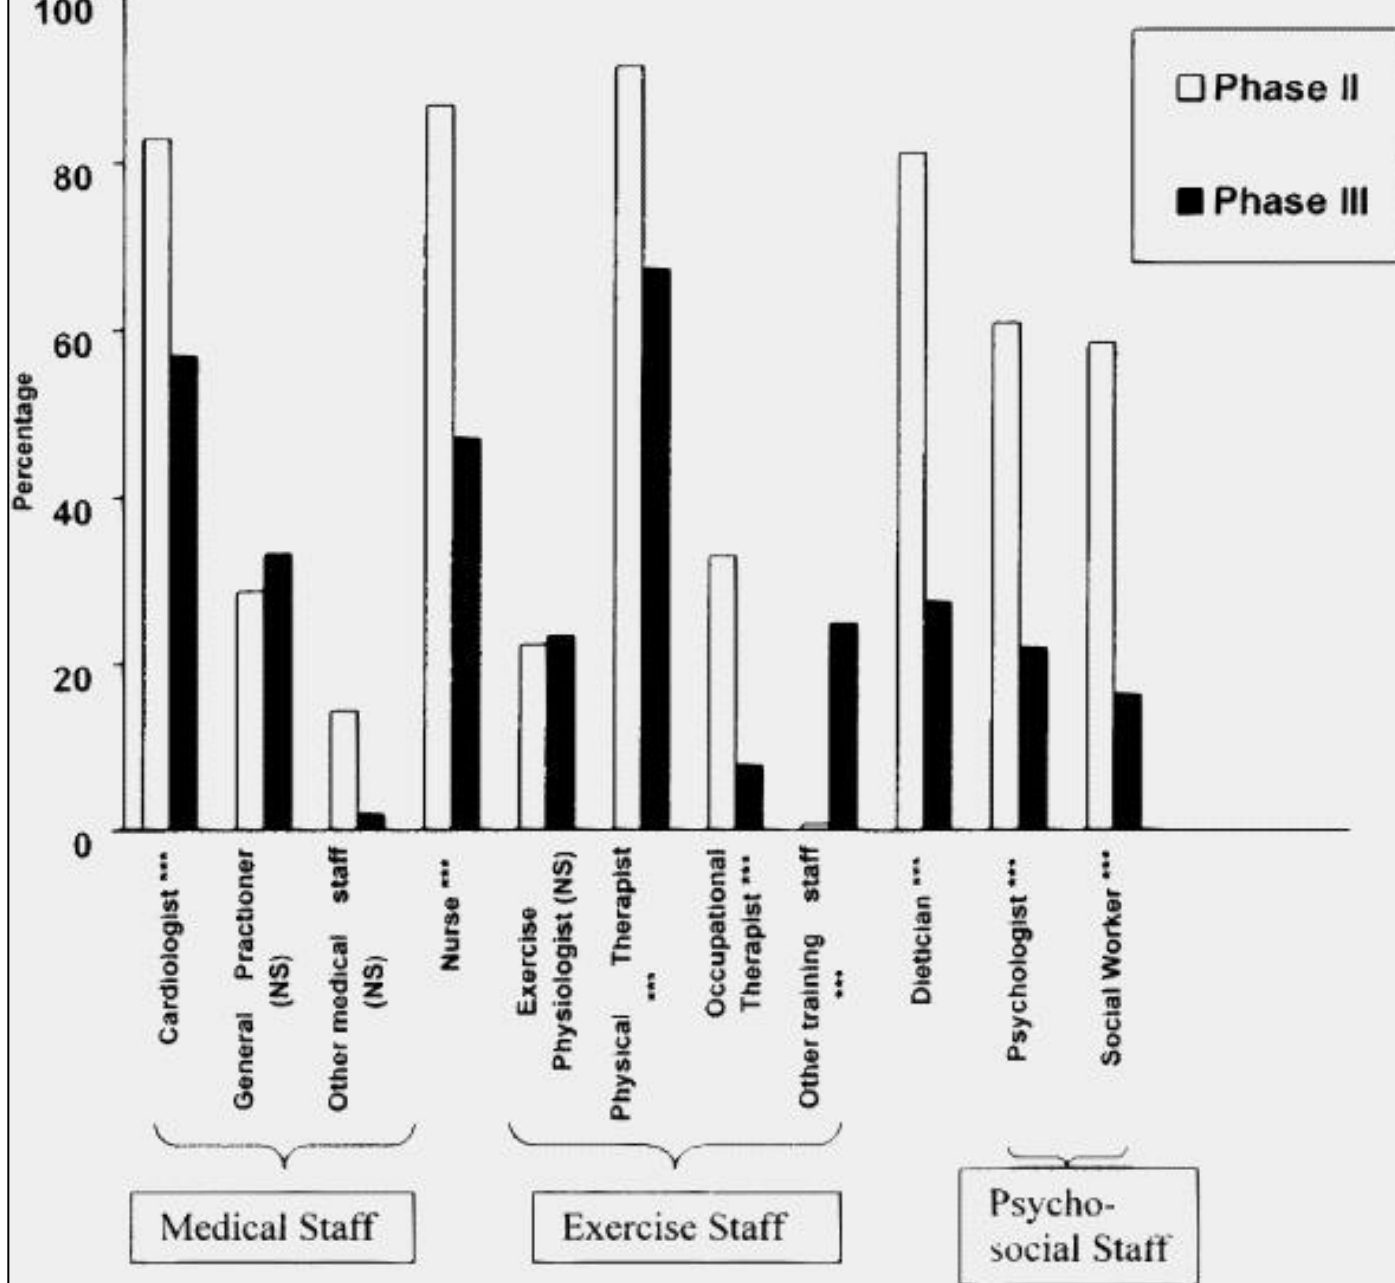 100
80
60
40
20
0
Percentage
Phase II
Phase III
Cardiologist ***
General Practioner
(NS)
Other medical staff
(NS)
Nurse ***
Exercise
Physiologist (NS)
Physical Therapist
***
Occupational
Therapist ***
Other training staff
***
Dietician ***
Psychologist ***
Social Worker ***
Medical Staff
Exercise Staff
Psycho-
social Staff